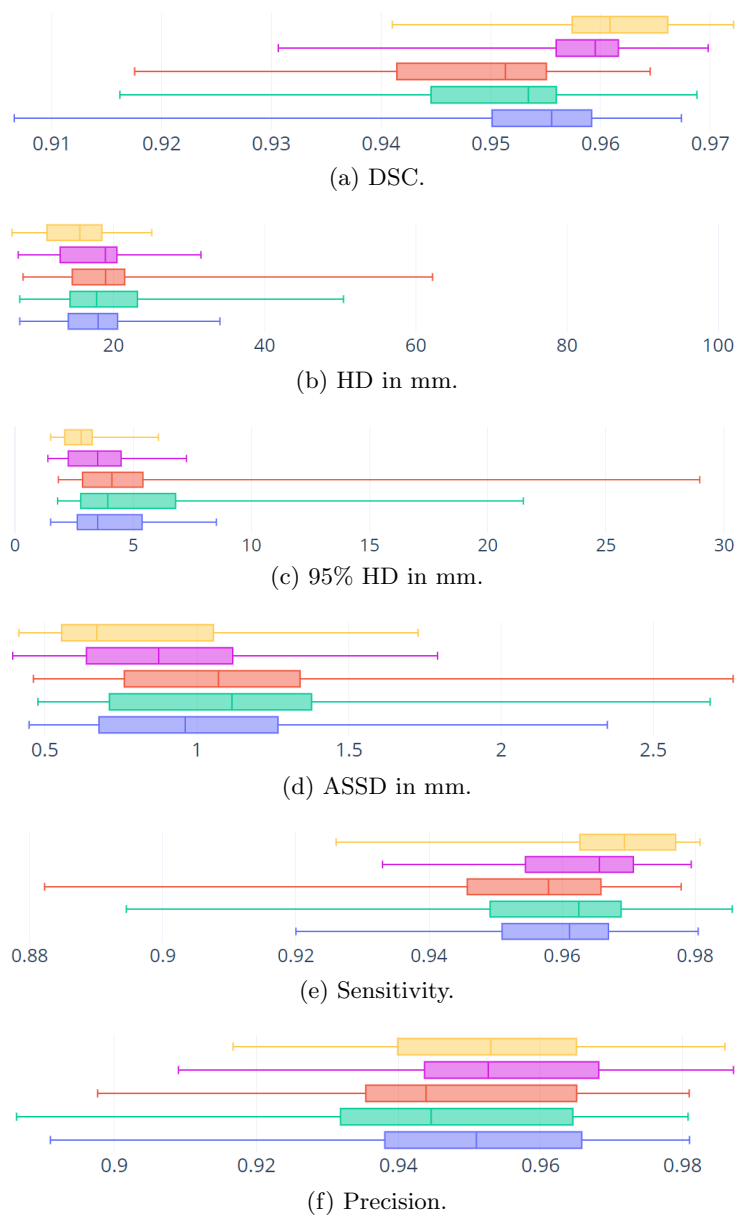 0.91 0.92 0.93 0.94 0.95 0.96 0.97
(a) DSC.
20 40 60 80 100
(b) HD in mm.
0 5 10 15 20 25 30
(c) 95% HD in mm.
0.5 1 1.5 2 2.5
(d) ASSD in mm.
0.88 0.9 0.92 0.94 0.96 0.98
(e) Sensitivity.
0.9 0.92 0.94 0.96 0.98
(f) Precision.